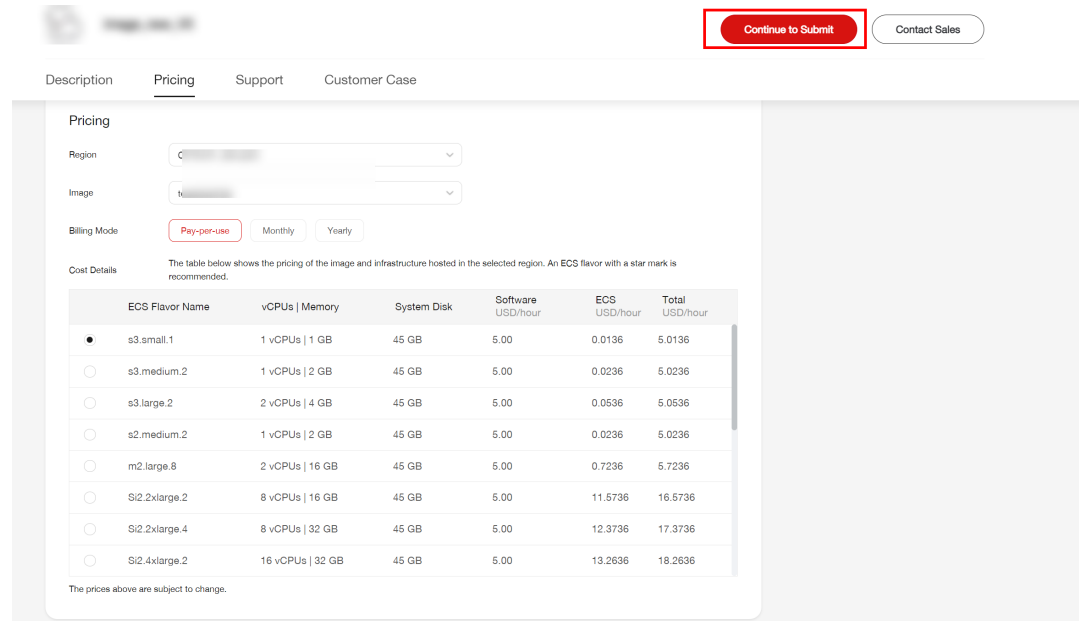 Continue to Submit
Contact Sales
Description Pricing Support Customer Case
Pricing
Region
Image
Billing Mode Pay-per-use Monthly Yearly
Cost Details The table below shows the pricing of the image and infrastructure hosted in the selected region. An ECS flavor with a star mark is
recommended.
ECS Flavor Name vCPUs | Memory System Disk Software ECS Total
USD/hour USD/hour USD/hour
s3.small.1 1 vCPUs | 1 GB 45 GB 5.00 0.0136 5.0136
s3.medium.2 1 vCPUs | 2 GB 45 GB 5.00 0.0236 5.0236
s3.large.2 2 vCPUs | 4 GB 45 GB 5.00 0.0536 5.0536
s2.medium.2 1 vCPUs | 2 GB 45 GB 5.00 0.0236 5.0236
m2.large.8 2 vCPUs | 16 GB 45 GB 5.00 0.7236 5.7236
Si2.2xlarge.2 8 vCPUs | 16 GB 45 GB 5.00 11.5736 16.5736
Si2.2xlarge.4 8 vCPUs | 32 GB 45 GB 5.00 12.3736 17.3736
Si2.4xlarge.2 16 vCPUs | 32 GB 45 GB 5.00 13.2636 18.2636
The prices above are subject to change.